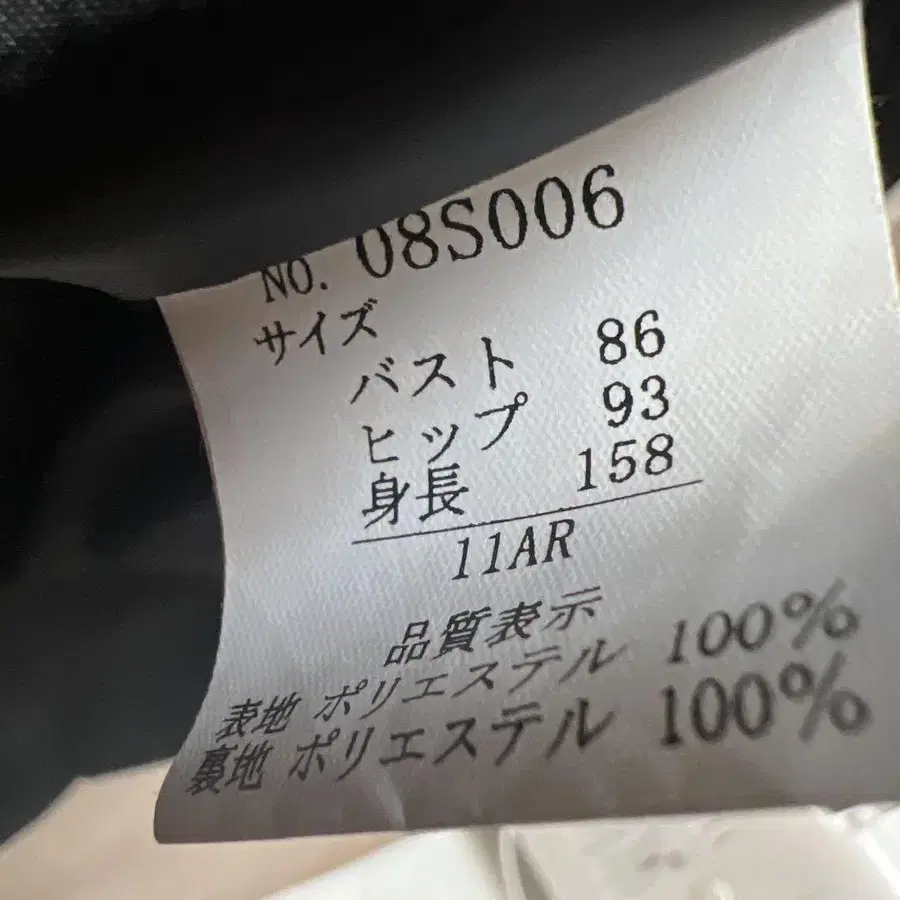 NO. 08S006
サイズ
バスト 86
ヒップ 93
身長 158
11AR
品質表示
表地 ポリエステル 100%
裏地 ポリエステル 100%